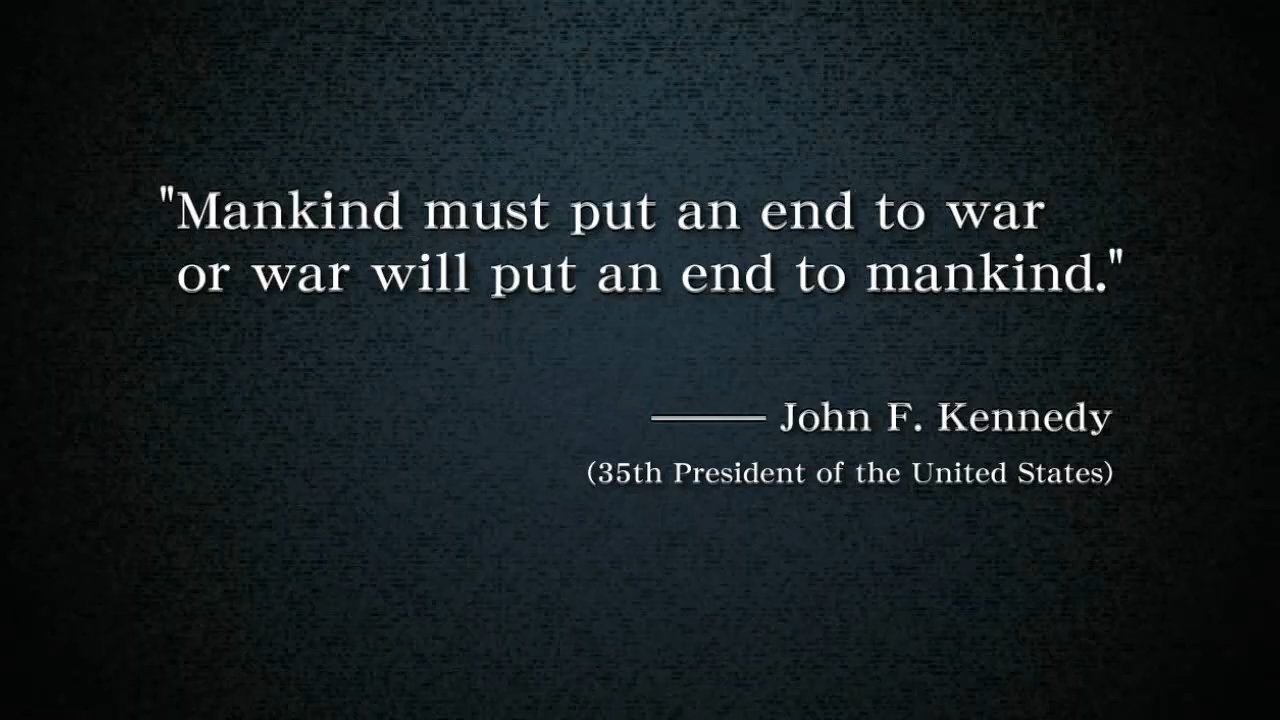 "Mankind must put an end to war
or war will put an end to mankind."
——— John F. Kennedy
(35th President of the United States)